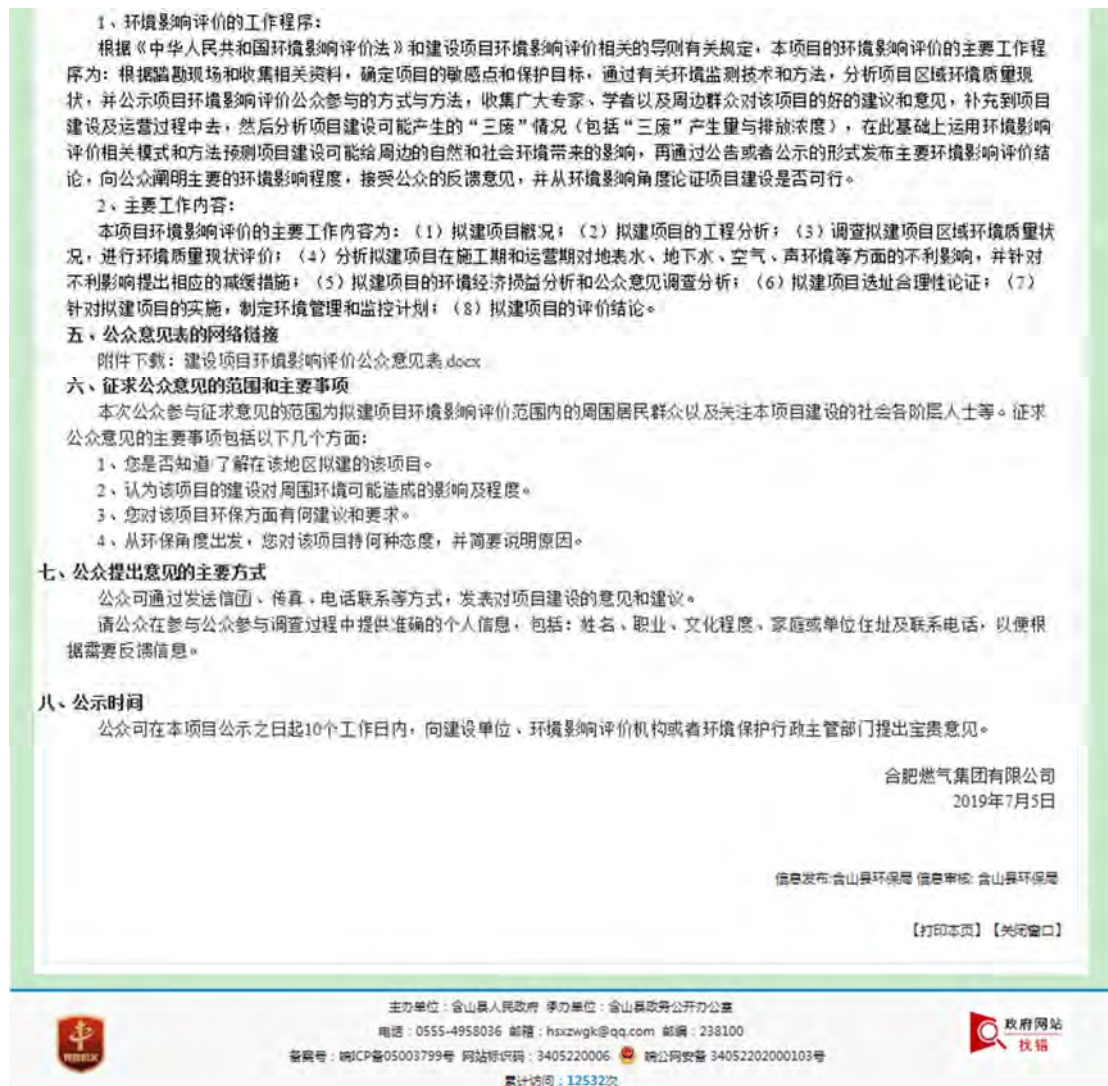 1、环境影响评价的工作程序：
根据《中华人民共和国环境影响评价法》和建设项目环境影响评价相关的导则有关规定，本项目的环境影响评价的主要工作程
序为：根据踏勘现场和收集相关资料，确定项目的敏感点和保护目标，通过有关环境监测技术和方法，分析项目区域环境质量现
状，并公示项目环境影响评价公众参与的方式与方法，收集广大专家、学者以及周边群众对该项目的好的建议和意见，补充到项目
建设及运营过程中去，然后分析项目建设可能产生的“三废”情况（包括“三废”产生量与排放浓度），在此基础上运用环境影响
评价相关模式和方法预测项目建设可能给周边的自然和社会环境带来的影响，再通过公告或者公示的形式发布主要环境影响评价结
论，向公众阐明主要的环境影响程度，接受公众的反馈意见，并从环境影响角度论证项目建设是否可行。
2、主要工作内容：
本项目环境影响评价的主要工作内容为：（1）拟建项目概况；（2）拟建项目的工程分析；（3）调查拟建项目区域环境质量状
况，进行环境质量现状评价；（4）分析拟建项目在施工期和运营期对地表水、地下水、空气、声环境等方面的不利影响，并针对
不利影响提出相应的减缓措施；（5）拟建项目的环境经济损益分析和公众意见调查分析；（6）拟建项目选址合理性论证；（7）
针对拟建项目的实施，制定环境管理和监控计划；（8）拟建项目的评价结论。
五、公众意见表的网络链接
附件下载：建设项目环境影响评价公众意见表.docx
六、征求公众意见的范围和主要事项
本次公众参与征求意见的范围为拟建项目环境影响评价范围内的周围居民群众以及关注本项目建设的社会各阶层人士等。征求
公众意见的主要事项包括以下几个方面：
1、您是否知道/了解在该地区拟建的该项目。
2、认为该项目的建设对周围环境可能造成的影响及程度。
3、您对该项目环保方面有何建议和要求。
4、从环保角度出发，您对该项目持何种态度，并简要说明原因。
七、公众提出意见的主要方式
公众可通过发送信函、传真、电话联系等方式，发表对项目建设的意见和建议。
请公众在参与公众参与调查过程中提供准确的个人信息，包括：姓名、职业、文化程度、家庭或单位住址及联系电话，以便根
据需要反馈信息。
八、公示时间
公众可在本项目公示之日起10个工作日内，向建设单位、环境影响评价机构或者环境保护行政主管部门提出宝贵意见。
合肥燃气集团有限公司
2019年7月5日
信息发布:含山县环保局 信息审核: 含山县环保局
【打印本页】【关闭窗口】
主办单位：含山县人民政府 承办单位：含山县政务公开办公室
电话：0555-4958036 邮箱：hsxzwgk@qq.com 邮编：238100
备案号：皖ICP备05003799号 网站标识码：3405220006 皖公网安备 34052202000103号
累计访问：12532次
党政机关
政府网站
找错